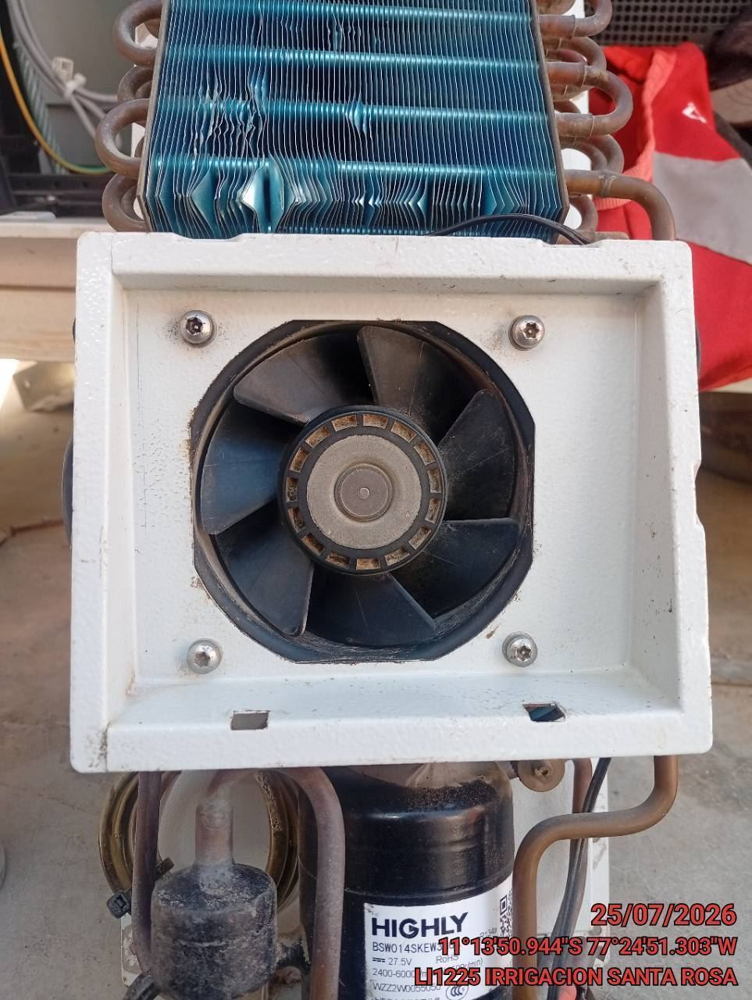 HIGHLY
BSW014SKEW
27.5V RoHS
2400-6000
WZZ2W0055050
25/07/2026
11°13'50.944"S 77°24'51.303"W
LI1225 IRRIGACION SANTA ROSA